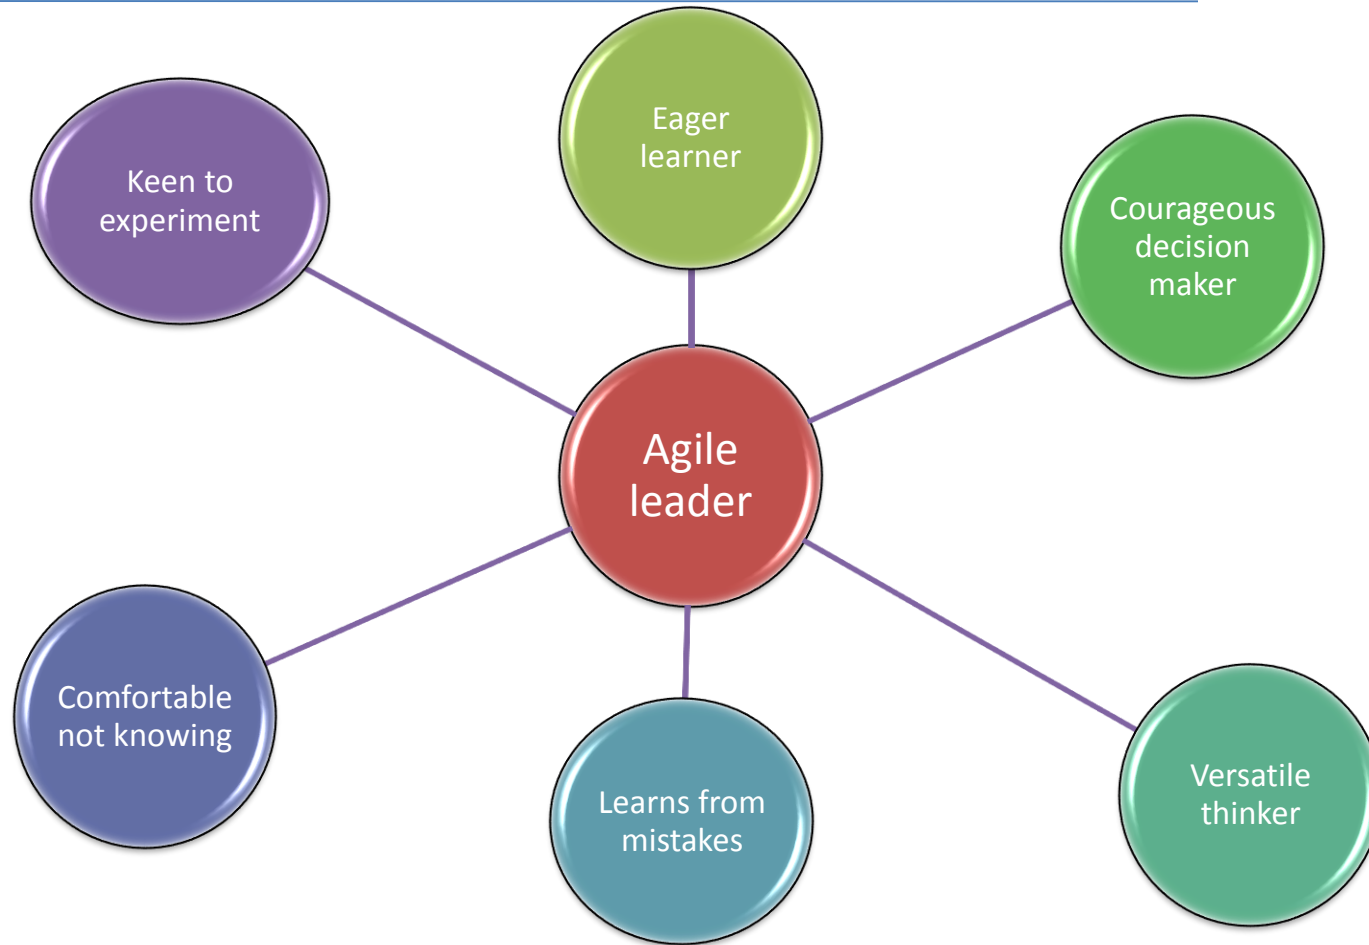 Eager
learner
Keen to
experiment
Courageous
decision
maker
Agile
leader
Comfortable
not knowing
Learns from
mistakes
Versatile
thinker